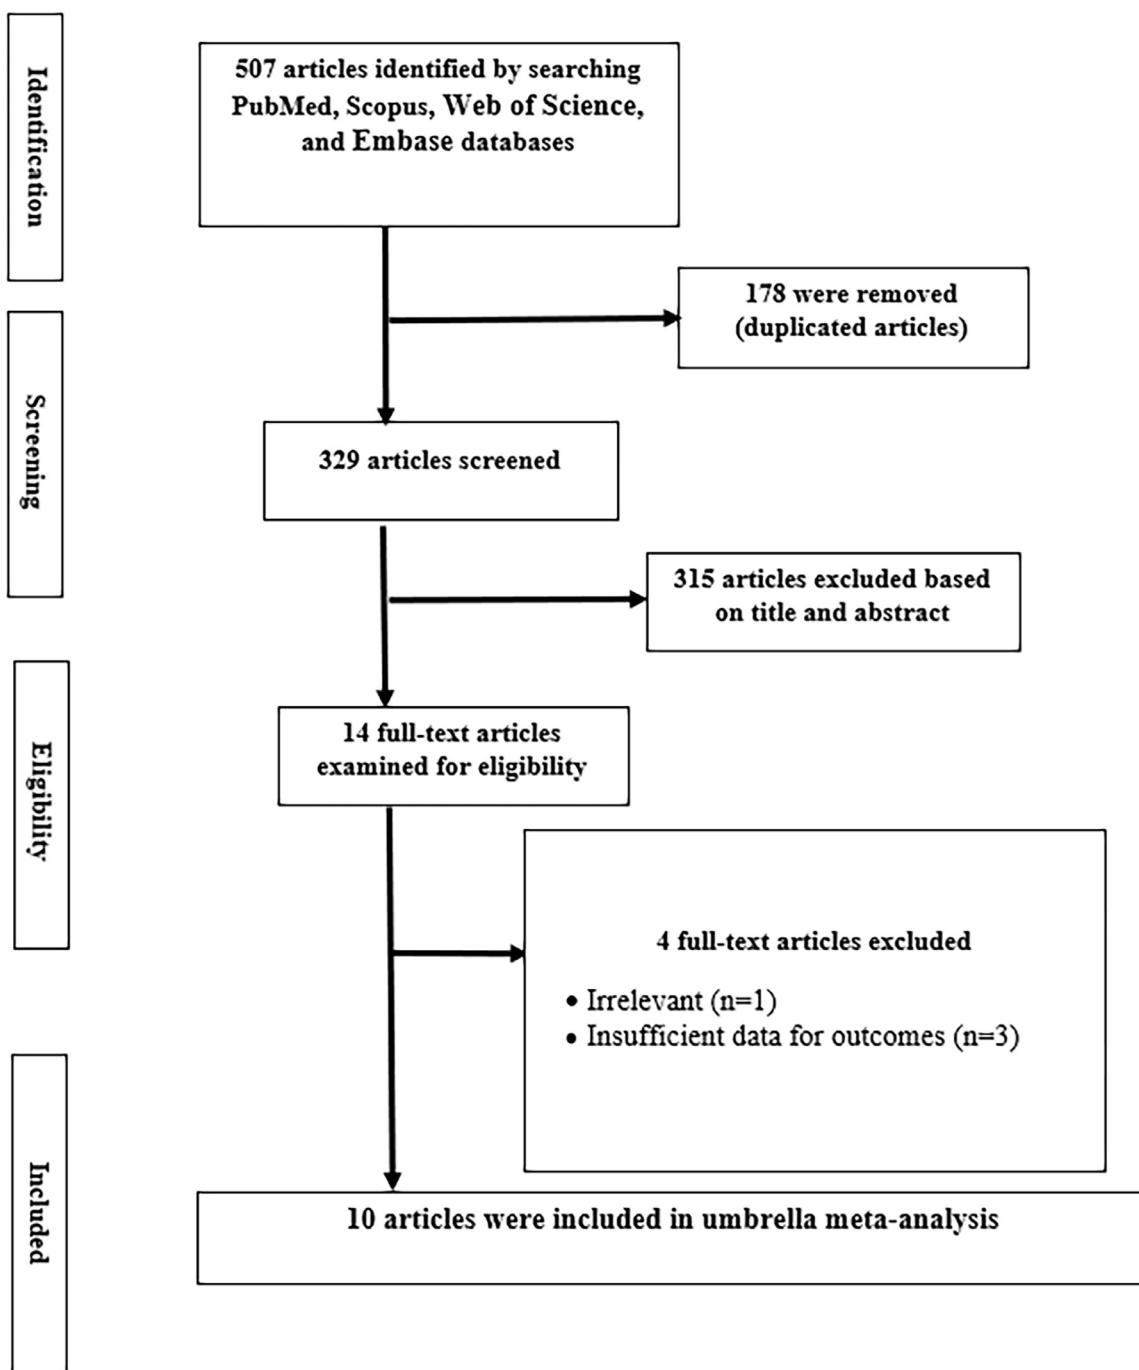 Identification
507 articles identified by searching
PubMed, Scopus, Web of Science,
and Embase databases
178 were removed
(duplicated articles)
Screening
329 articles screened
315 articles excluded based
on title and abstract
Eligibility
14 full-text articles
examined for eligibility
4 full-text articles excluded
• Irrelevant (n=1)
• Insufficient data for outcomes (n=3)
Included
10 articles were included in umbrella meta-analysis